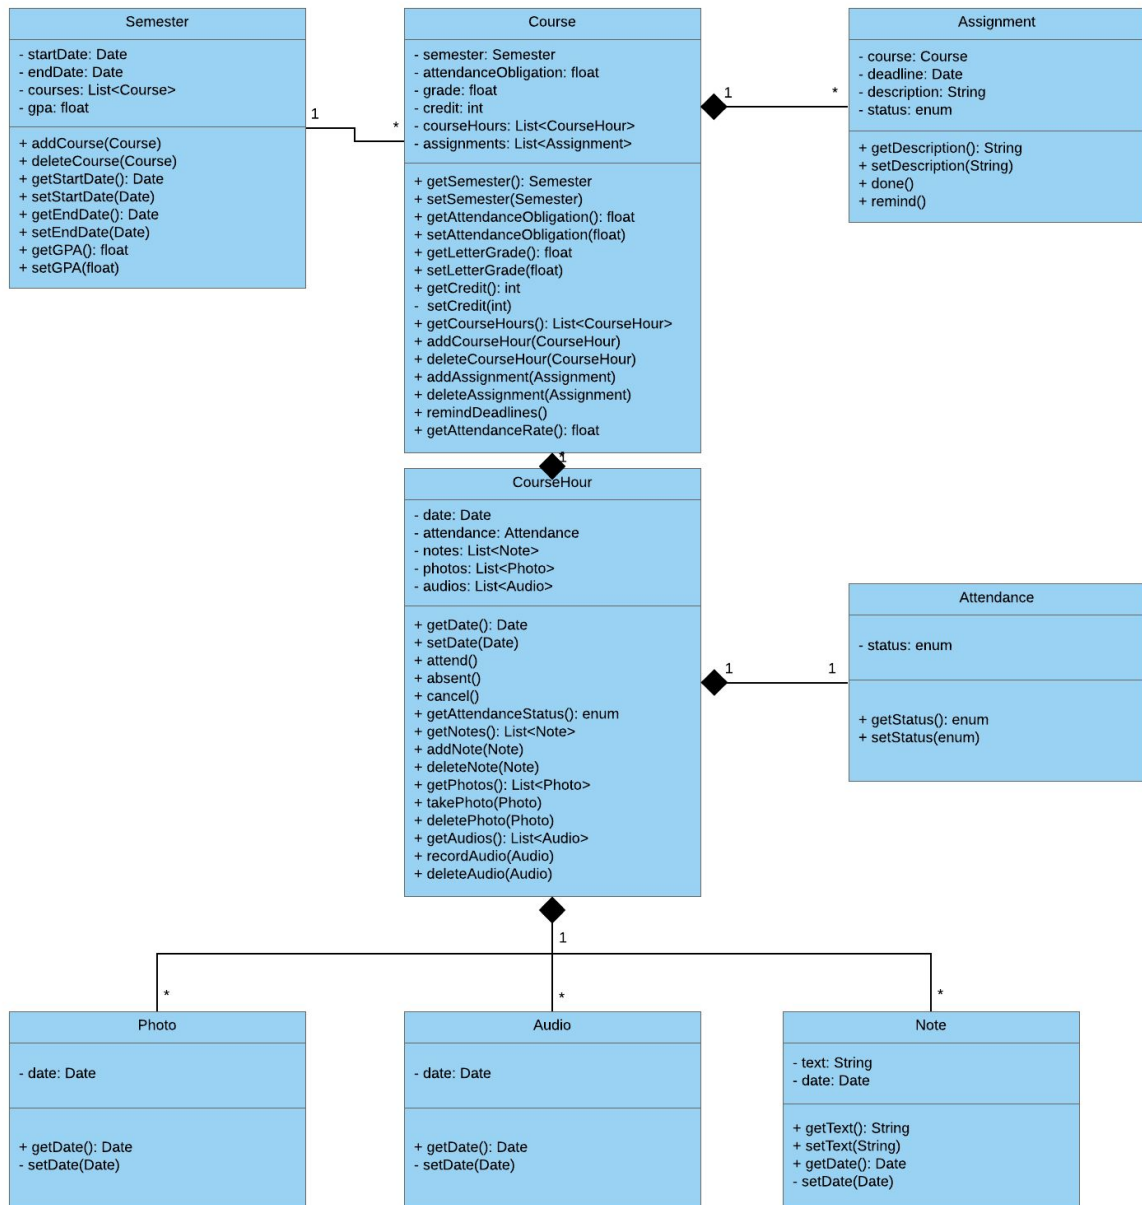 Semester
- startDate: Date
- endDate: Date
- courses: List<Course>
- gpa: float
+ addCourse(Course)
+ deleteCourse(Course)
+ getStartDate(): Date
+ setStartDate(Date)
+ getEndDate(): Date
+ setEndDate(Date)
+ getGPA(): float
+ setGPA(float)
1
*
Course
- semester: Semester
- attendanceObligation: float
- grade: float
- credit: int
- courseHours: List<CourseHour>
- assignments: List<Assignment>
+ getSemester(): Semester
+ setSemester(Semester)
+ getAttendanceObligation(): float
+ setAttendanceObligation(float)
+ getLetterGrade(): float
+ setLetterGrade(float)
+ getCredit(): int
- setCredit(int)
+ getCourseHours(): List<CourseHour>
+ addCourseHour(CourseHour)
+ deleteCourseHour(CourseHour)
+ addAssignment(Assignment)
+ deleteAssignment(Assignment)
+ remindDeadlines()
+ getAttendanceRate(): float
1
*
Assignment
- course: Course
- deadline: Date
- description: String
- status: enum
+ getDescription(): String
+ setDescription(String)
+ done()
+ remind()
1
*
CourseHour
- date: Date
- attendance: Attendance
- notes: List<Note>
- photos: List<Photo>
- audios: List<Audio>
+ getDate(): Date
+ setDate(Date)
+ attend()
+ absent()
+ cancel()
+ getAttendanceStatus(): enum
+ getNotes(): List<Note>
+ addNote(Note)
+ deleteNote(Note)
+ getPhotos(): List<Photo>
+ takePhoto(Photo)
+ deletePhoto(Photo)
+ getAudios(): List<Audio>
+ recordAudio(Audio)
+ deleteAudio(Audio)
1
1
Attendance
- status: enum
+ getStatus(): enum
+ setStatus(enum)
1
*
*
*
Photo
- date: Date
+ getDate(): Date
- setDate(Date)
Audio
- date: Date
+ getDate(): Date
- setDate(Date)
Note
- text: String
- date: Date
+ getText(): String
+ setText(String)
+ getDate(): Date
- setDate(Date)